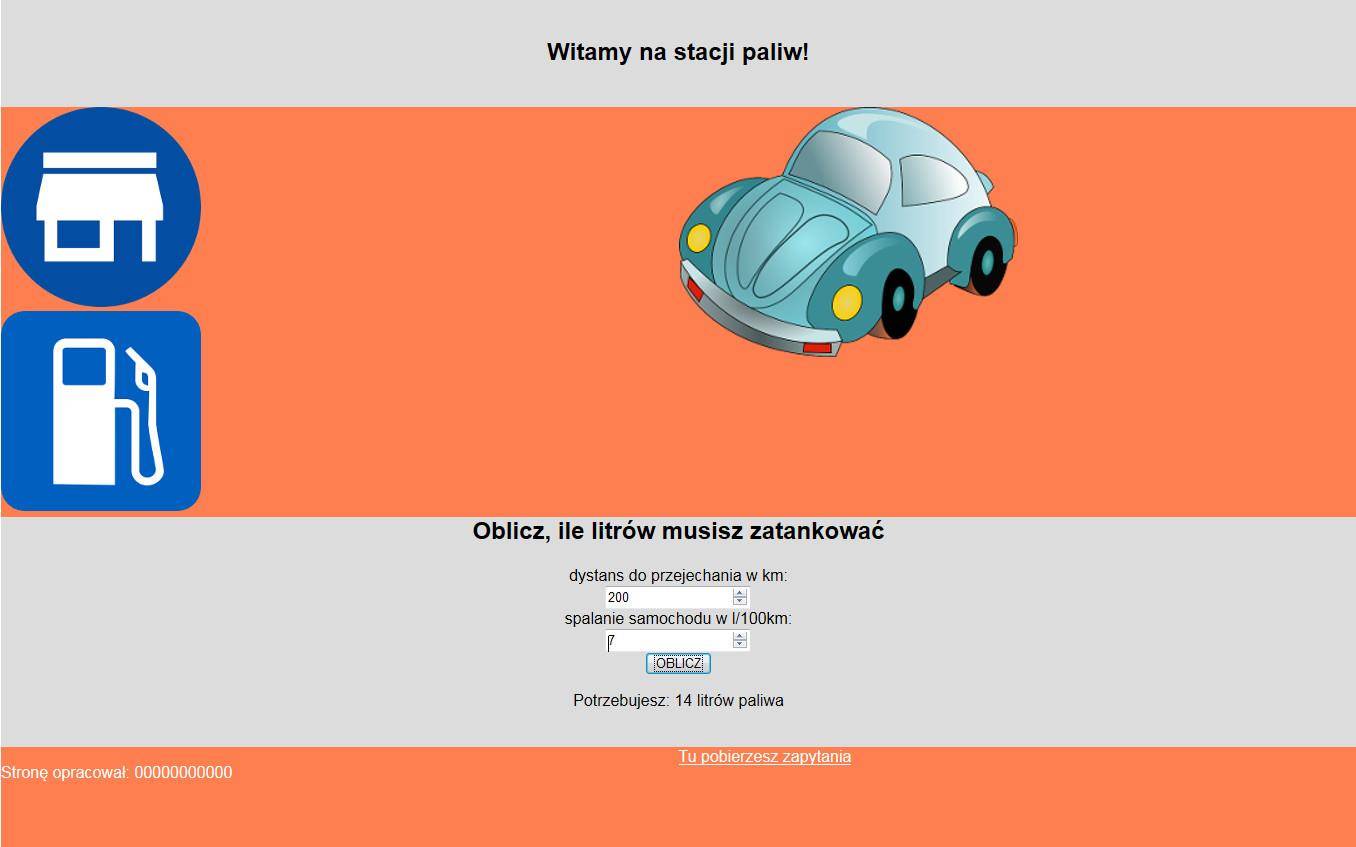 Witamy na stacji paliw!
Oblicz, ile litrów musisz zatankować
dystans do przejechania w km:
200
spalanie samochodu w l/100km:
7
OBLICZ
Potrzebujesz: 14 litrów paliwa
Tu pobierzesz zapytania
Stronę opracował: 00000000000